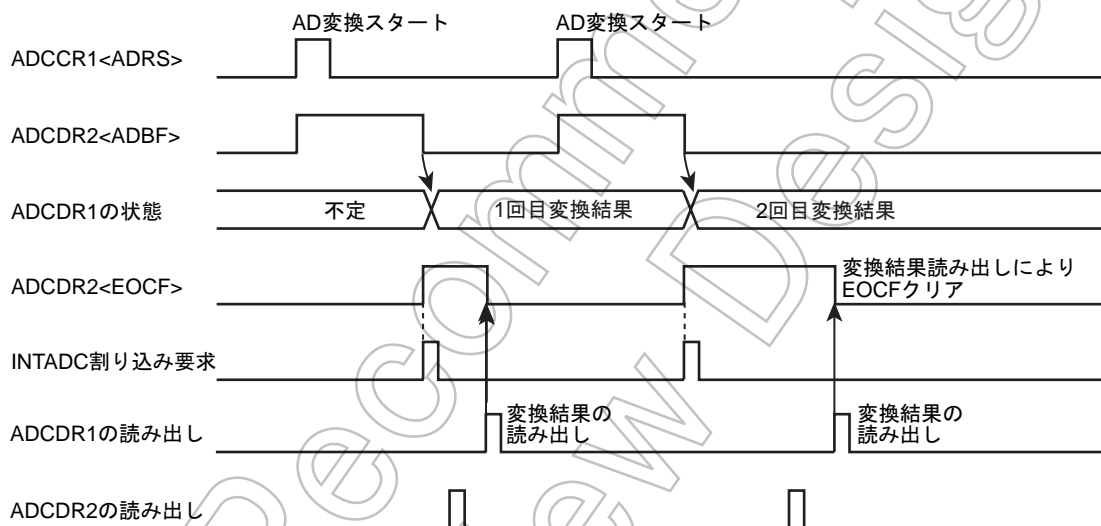 AD変換スタート AD変換スタート
ADCCR1<ADRS>
ADCDR2<ADBF>
ADCDR1の状態 不定 1回目変換結果 2回目変換結果
変換結果読み出しにより
ADCDR2<EOCF> EOCFクリア
INTADC割り込み要求
変換結果の 変換結果の
ADCDR1の読み出し 読み出し 読み出し
ADCDR2の読み出し